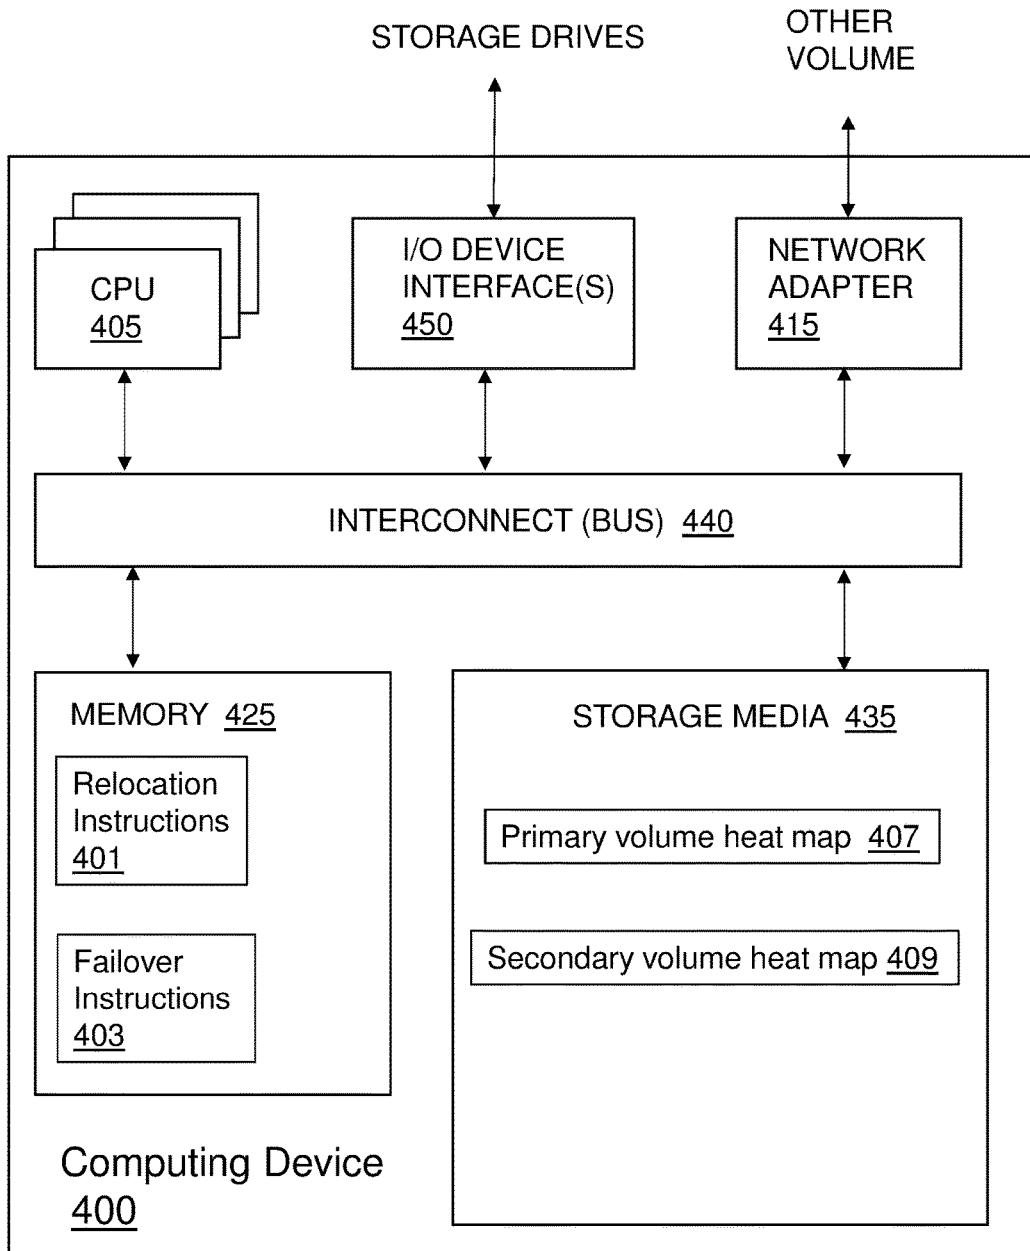 STORAGE DRIVES
OTHER
VOLUME
CPU
405
I/O DEVICE
INTERFACE(S)
450
NETWORK
ADAPTER
415
INTERCONNECT (BUS) 440
MEMORY 425
Relocation
Instructions
401
Failover
Instructions
403
STORAGE MEDIA 435
Primary volume heat map 407
Secondary volume heat map 409
Computing Device
400